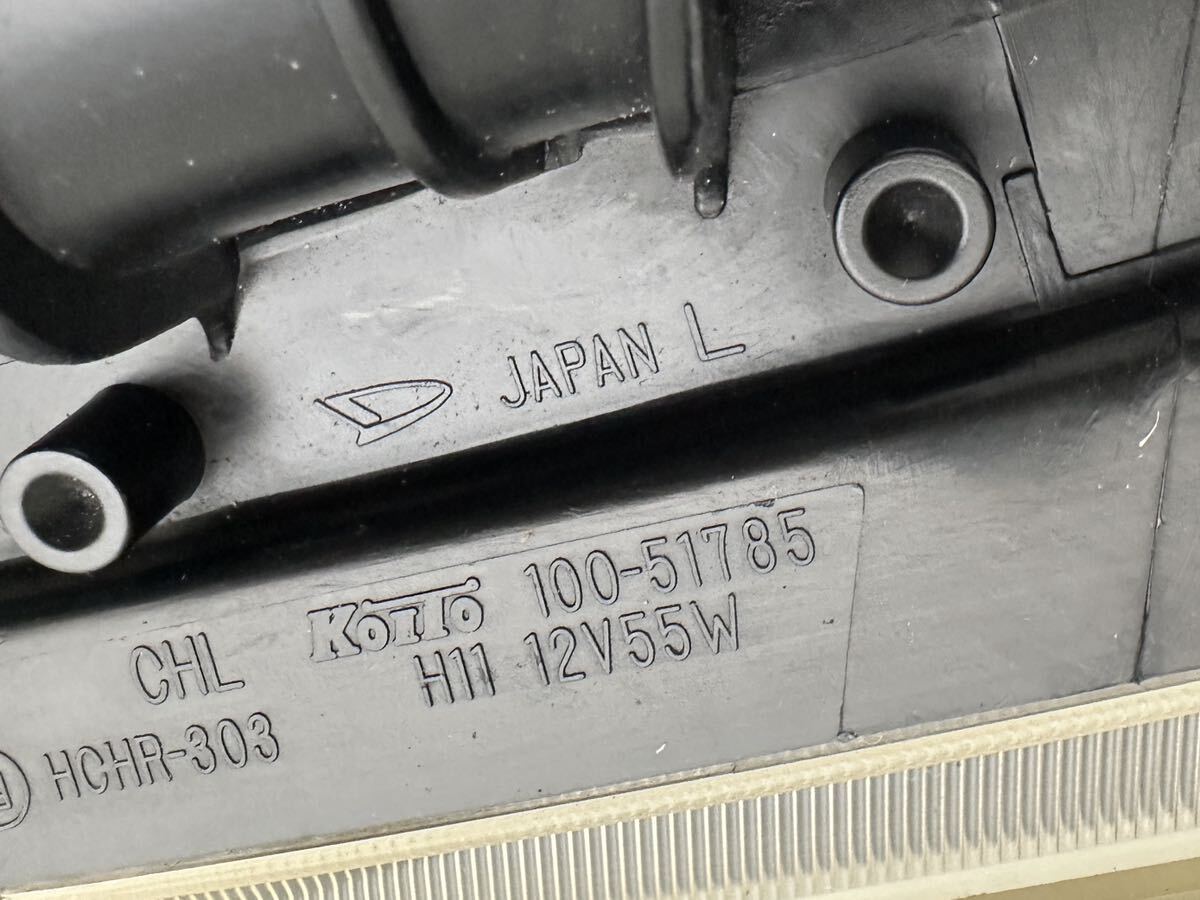 JAPAN L
KOITO 100-51785
CHL H11 12V55W
HCHR-303